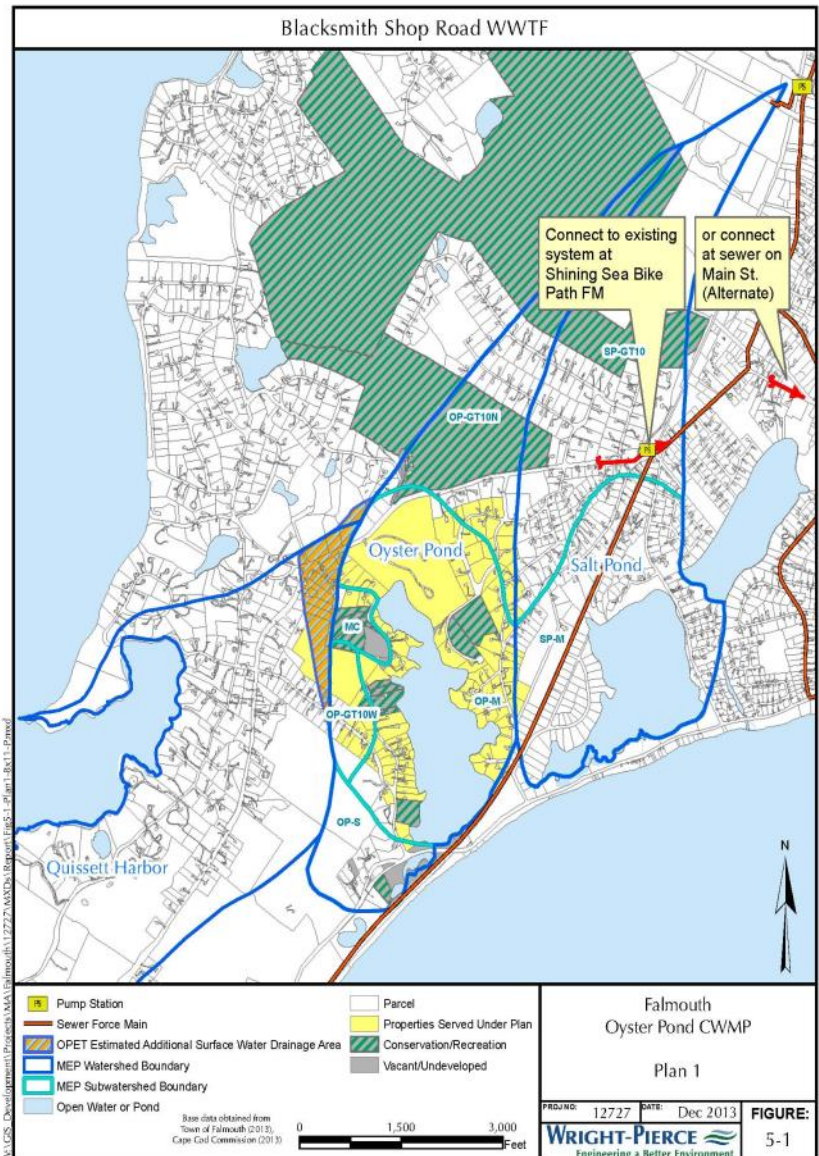 Blacksmith Shop Road WWTF
PS
Connect to existing
system at
Shining Sea Bike
Path FM
or connect
at sewer on
Main St.
(Alternate)
SP-GT10
OP-GT10N
PS
Oyster Pond
Salt Pond
MC
SP-M
OP-M
OP-GT10W
OP-S
Quissett Harbor
N
PS Pump Station
Sewer Force Main
OPET Estimated Additional Surface Water Drainage Area
MEP Watershed Boundary
MEP Subwatershed Boundary
Open Water or Pond
Parcel
Properties Served Under Plan
Conservation/Recreation
Vacant/Undeveloped
Base data obtained from
Town of Falmouth (2013),
Cape Cod Commission (2013)
0 1,500 3,000
Feet
Falmouth
Oyster Pond CWMP
Plan 1
PROJ NO: 12727 DATE: Dec 2013
FIGURE:
5-1
WRIGHT-PIERCE
Engineering a Better Environment